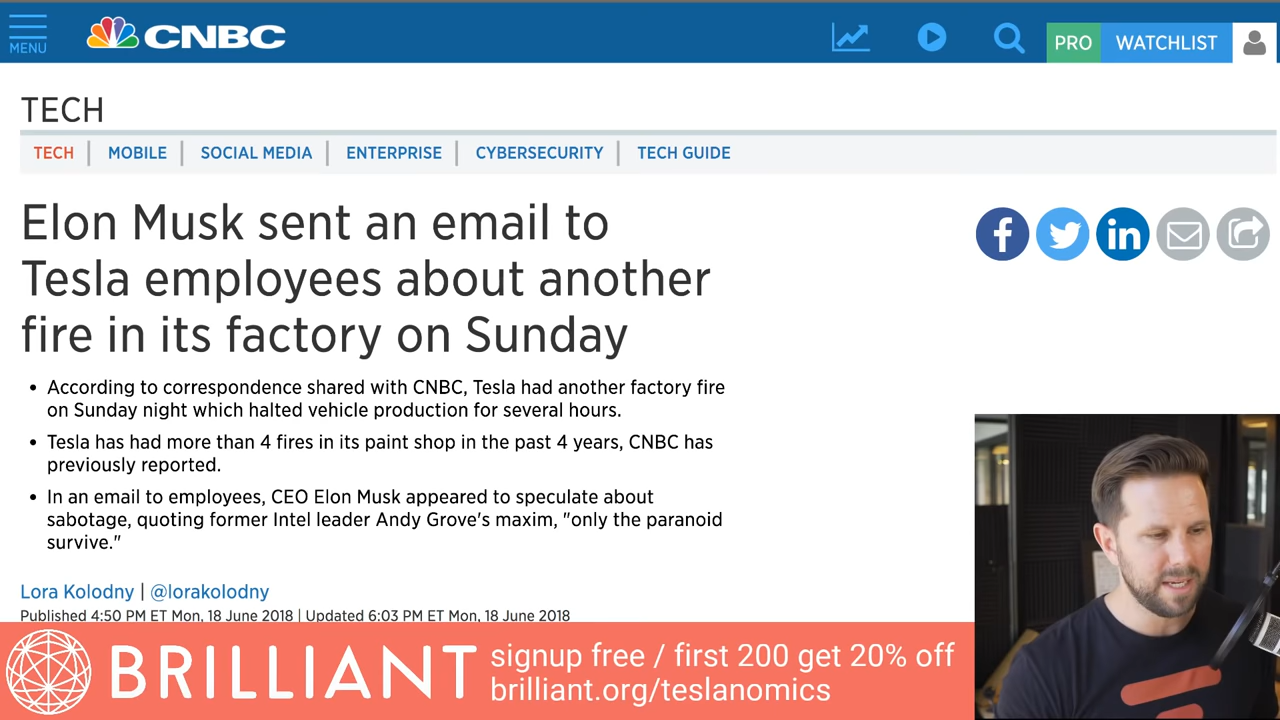 MENU
CNBC
PRO
WATCHLIST
TECH
TECH | MOBILE | SOCIAL MEDIA | ENTERPRISE | CYBERSECURITY | TECH GUIDE
Elon Musk sent an email to
Tesla employees about another
fire in its factory on Sunday
• According to correspondence shared with CNBC, Tesla had another factory fire
on Sunday night which halted vehicle production for several hours.
• Tesla has had more than 4 fires in its paint shop in the past 4 years, CNBC has
previously reported.
• In an email to employees, CEO Elon Musk appeared to speculate about
sabotage, quoting former Intel leader Andy Grove's maxim, "only the paranoid
survive."
Lora Kolodny | @lorakolodny
Published 4:50 PM ET Mon, 18 June 2018 | Updated 6:03 PM ET Mon, 18 June 2018
BRILLIANT
signup free / first 200 get 20% off
brilliant.org/teslanomics